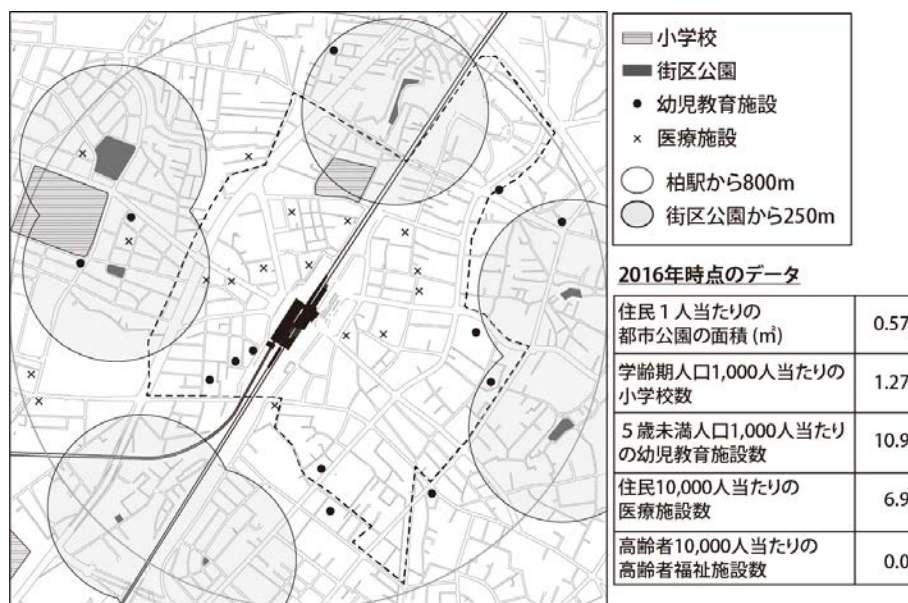 小学校
街区公園
幼児教育施設
医療施設
柏駅から800m
街区公園から250m
2016年時点のデータ
住民1人当たりの
都市公園の面積(㎡)
0.57
学齢期人口1,000人当たりの
小学校数
1.27
5歳未満人口1,000人当たり
の幼児教育施設数
10.9
住民10,000人当たりの
医療施設数
6.9
高齢者10,000人当たりの
高齢者福祉施設数
0.0